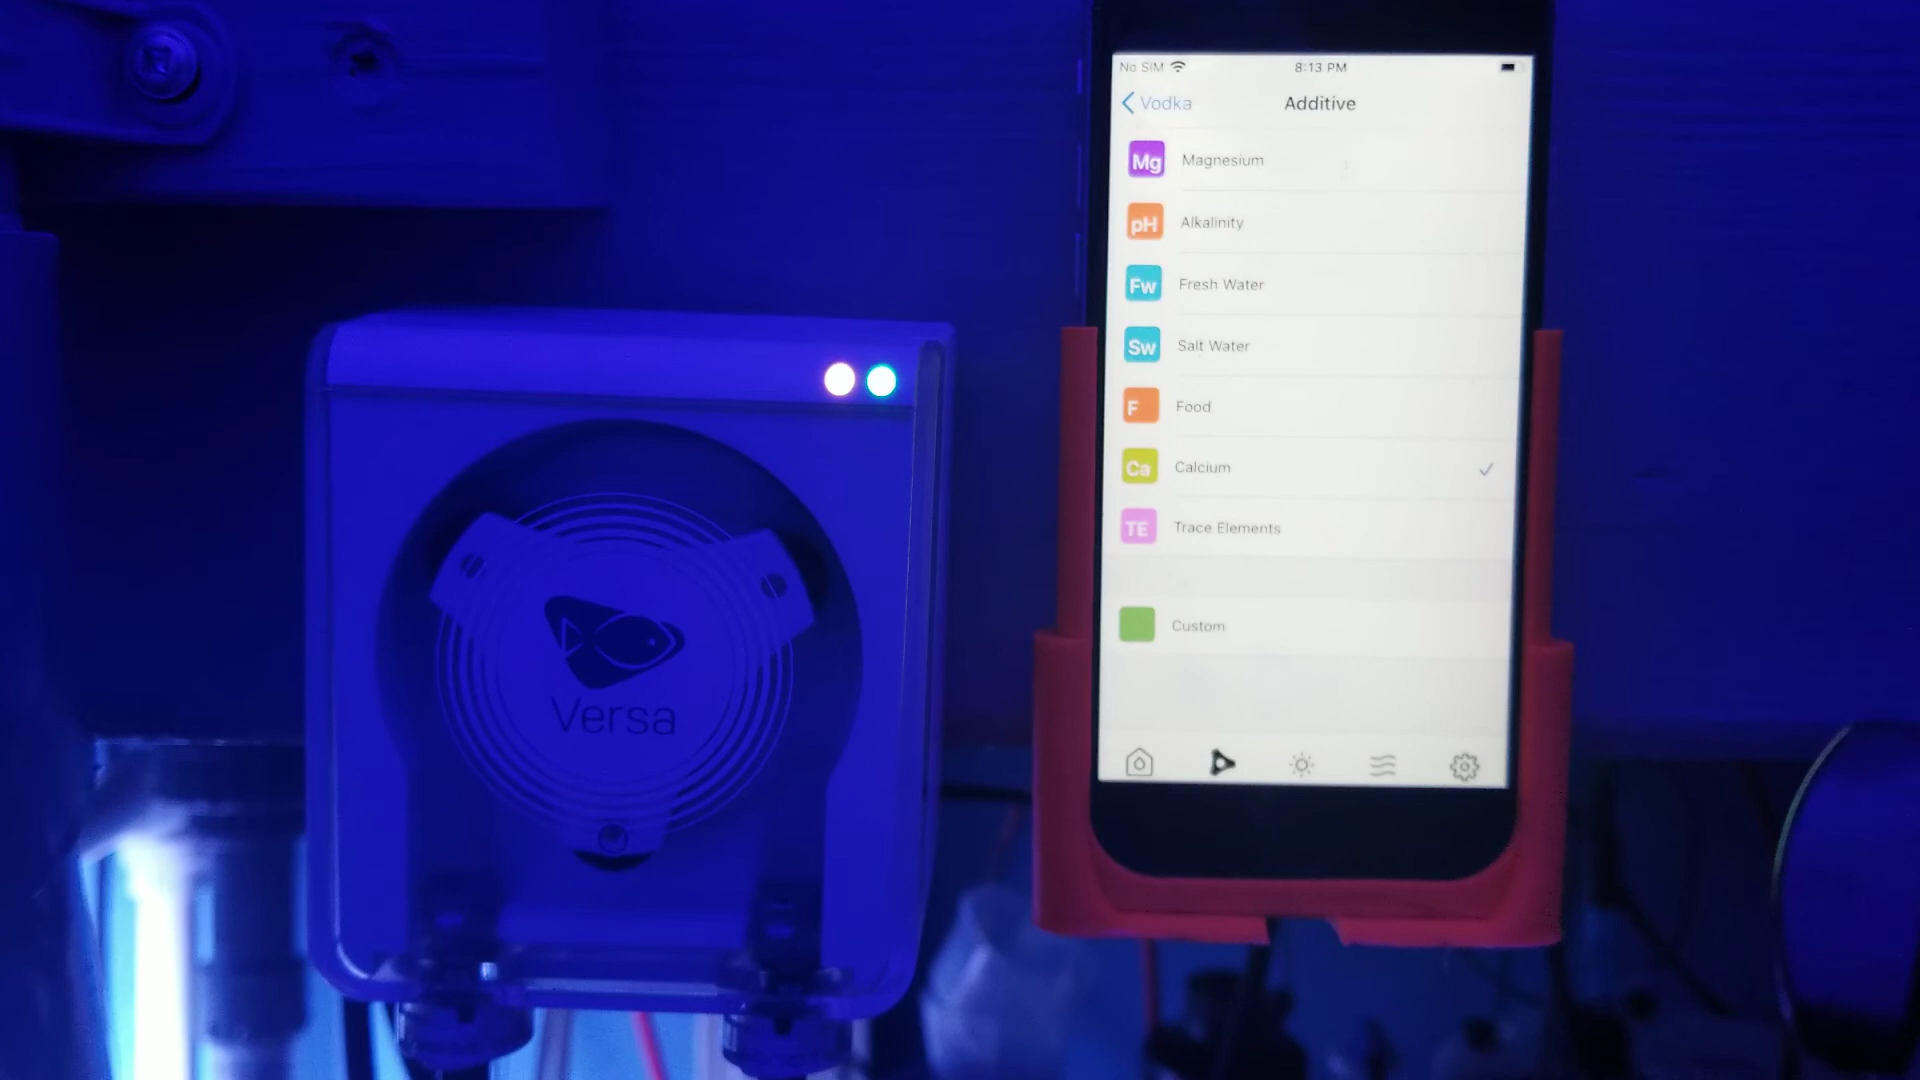 No SIM 8:13 PM
Vodka Additive
Mg Magnesium
pH Alkalinity
Fw Fresh Water
Sw Salt Water
F Food
Ca Calcium
TE Trace Elements
Custom
Versa